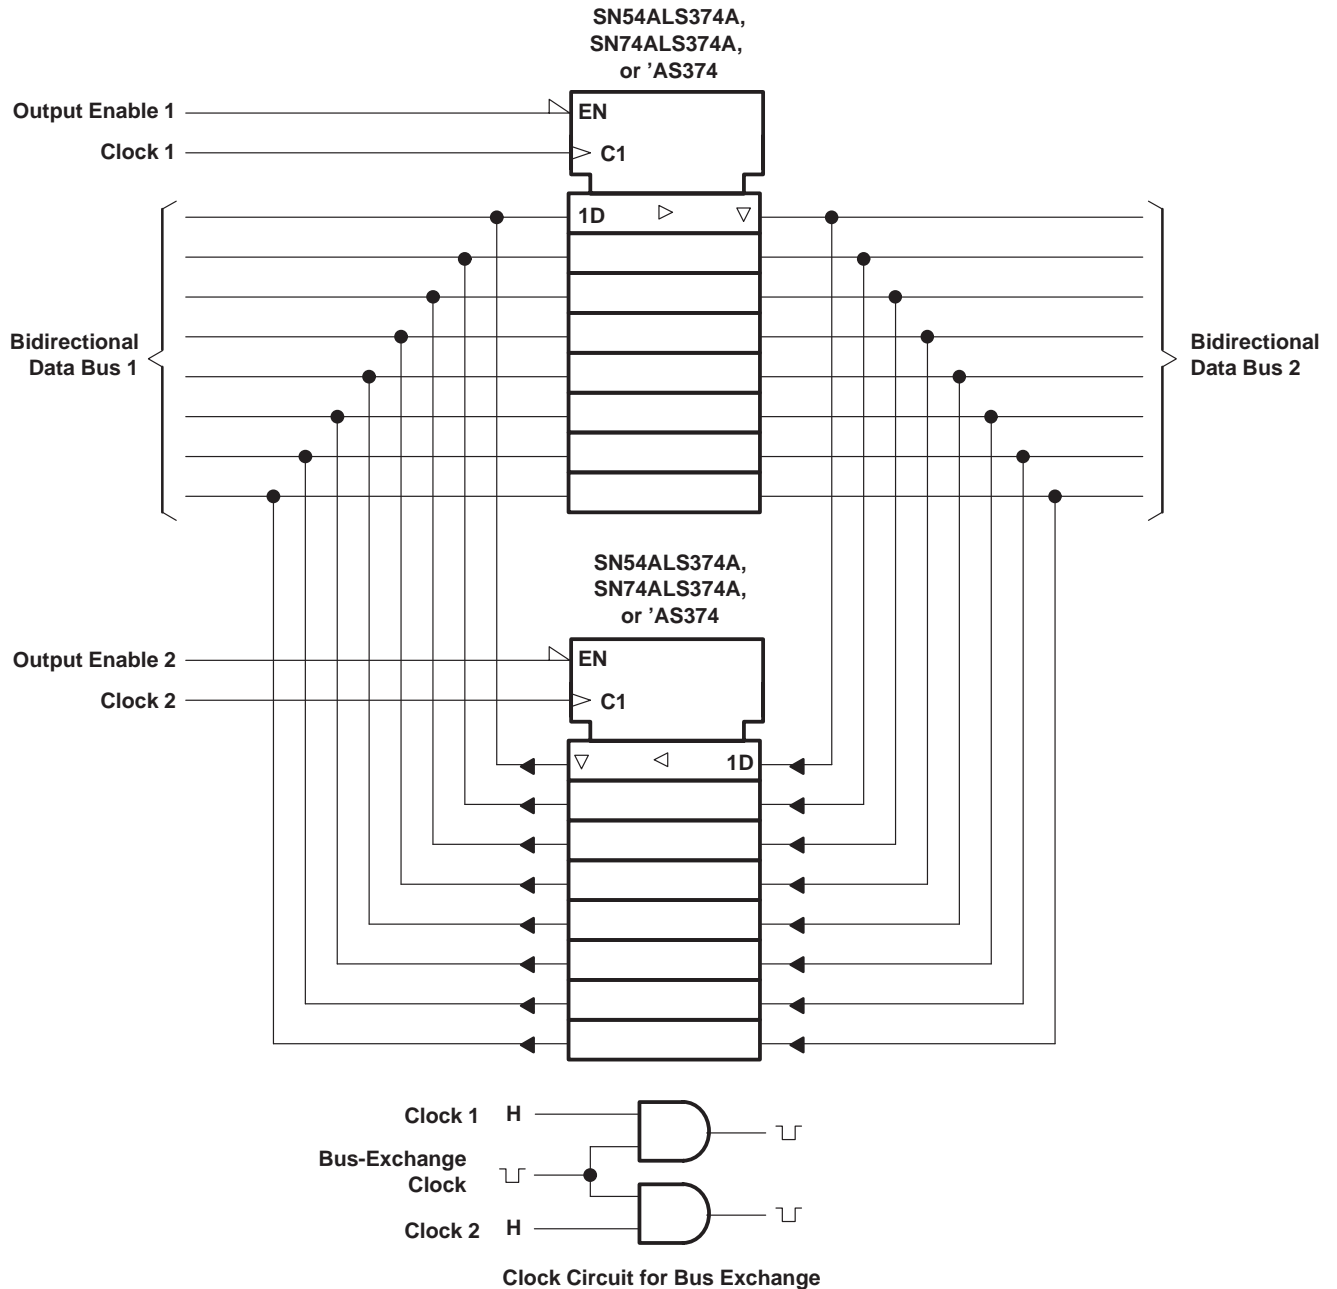 SN54ALS374A,
SN74ALS374A,
or ’AS374
Output Enable 1
EN
Clock 1
C1
1D
Bidirectional
Data Bus 1
Bidirectional
Data Bus 2
SN54ALS374A,
SN74ALS374A,
or ’AS374
Output Enable 2
EN
Clock 2
C1
1D
Clock 1 H
Bus-Exchange
Clock
Clock 2 H
Clock Circuit for Bus Exchange